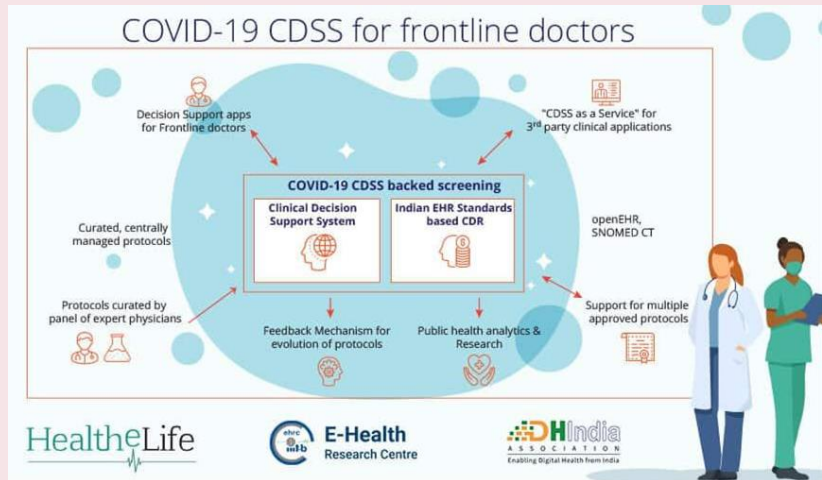 COVID-19 CDSS for frontline doctors
Decision Support apps
for Frontline doctors
"CDSS as a Service" for
3rd party clinical applications
COVID-19 CDSS backed screening
Clinical Decision
Support System
Indian EHR Standards
based CDR
Curated, centrally
managed protocols
openEHR,
SNOMED CT
Protocols curated by
panel of expert physicians
Feedback Mechanism for
evolution of protocols
Public health analytics &
Research
Support for multiple
approved protocols
HealtheLife
ehrc
E-Health
Research Centre
DHIndia
ASSOCIATION
Enabling Digital Health from India